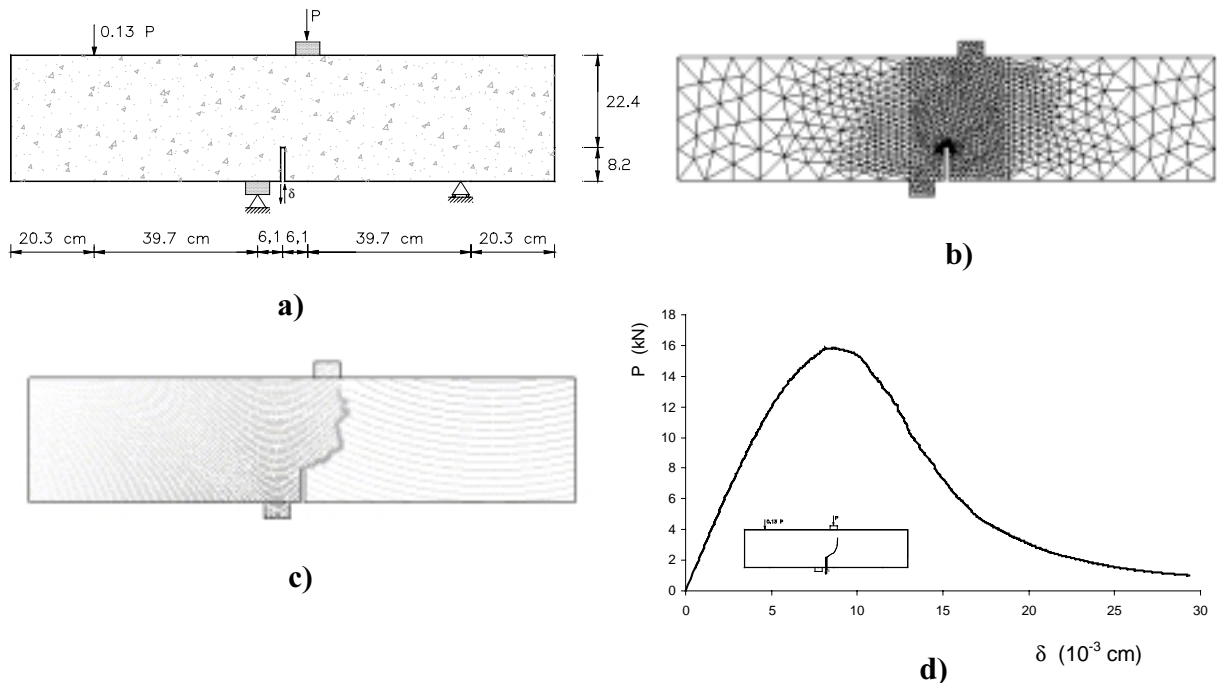 P
0.13 P
22.4
8.2
δ
20.3 cm 39.7 cm 6,1 6,1 39.7 cm 20.3 cm
a)
b)
c)
P (kN)
18
16
14
12
10
8
6
4
2
0
0.13 P
P
0 5 10 15 20 25 30
δ (10⁻³ cm)
d)